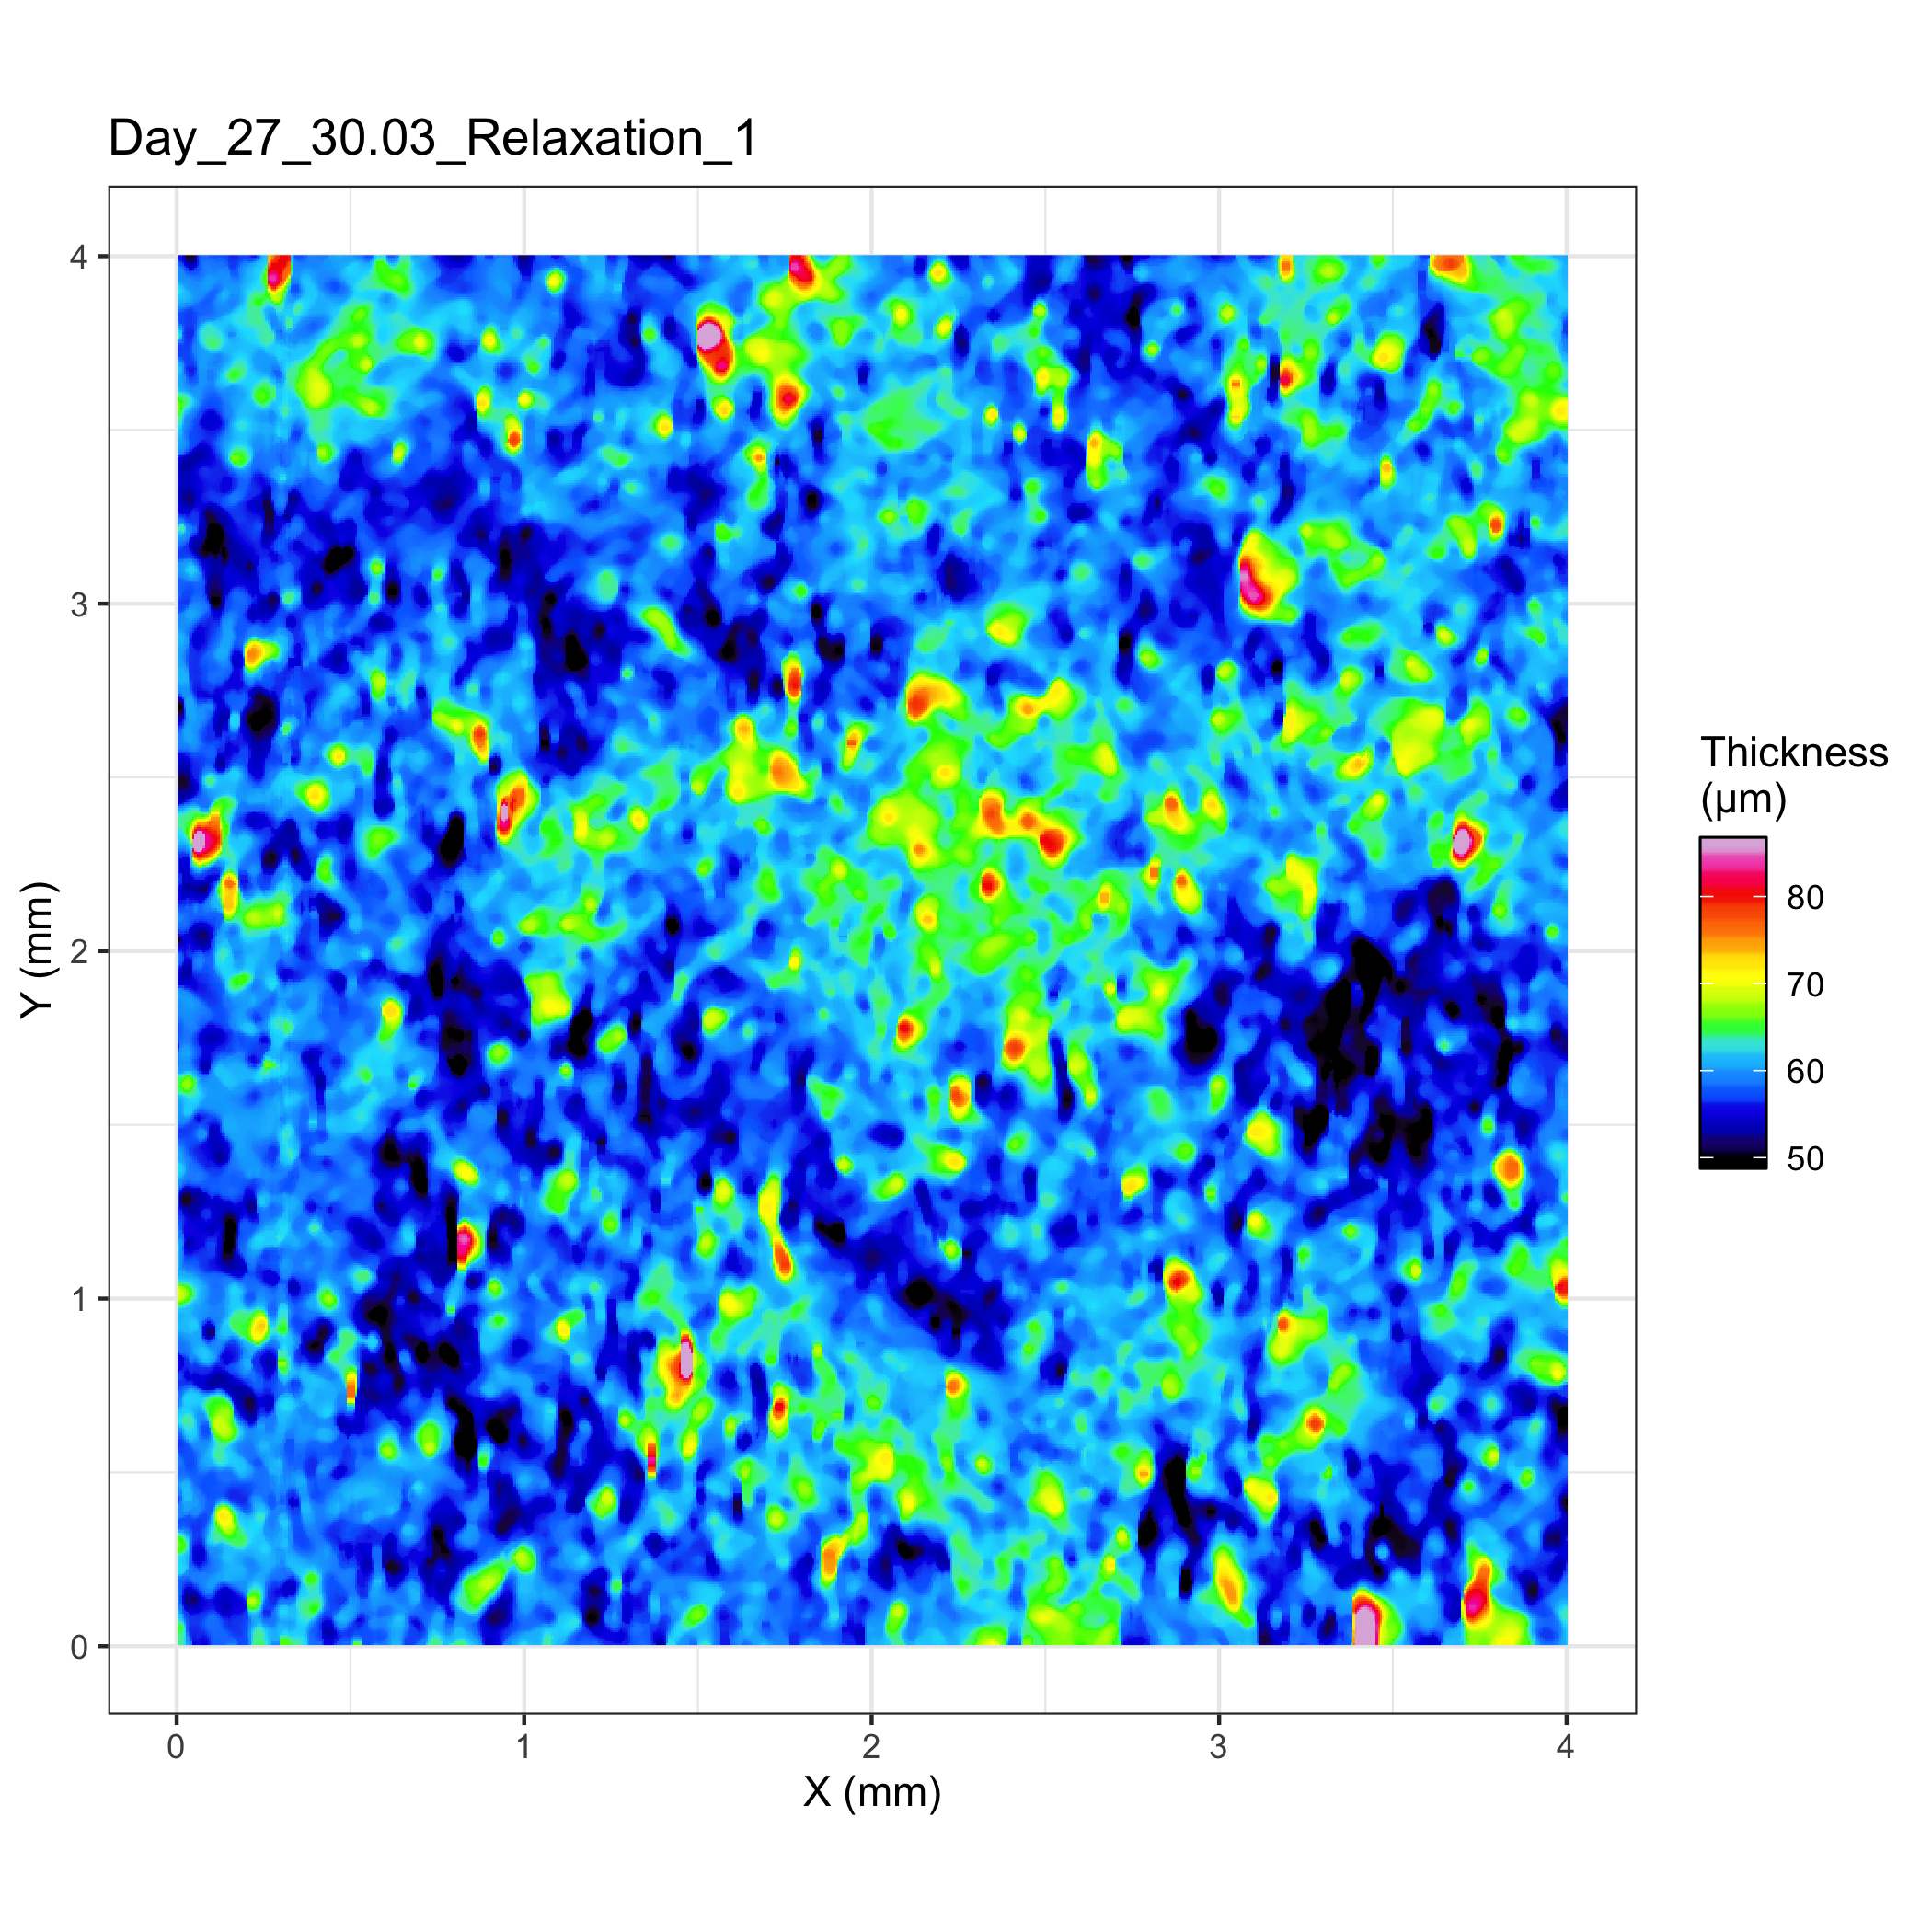 Day_27_30.03_Relaxation_1
4
3
2
1
0
Y (mm)
0 1 2 3 4
X (mm)
Thickness
(μm)
80
70
60
50